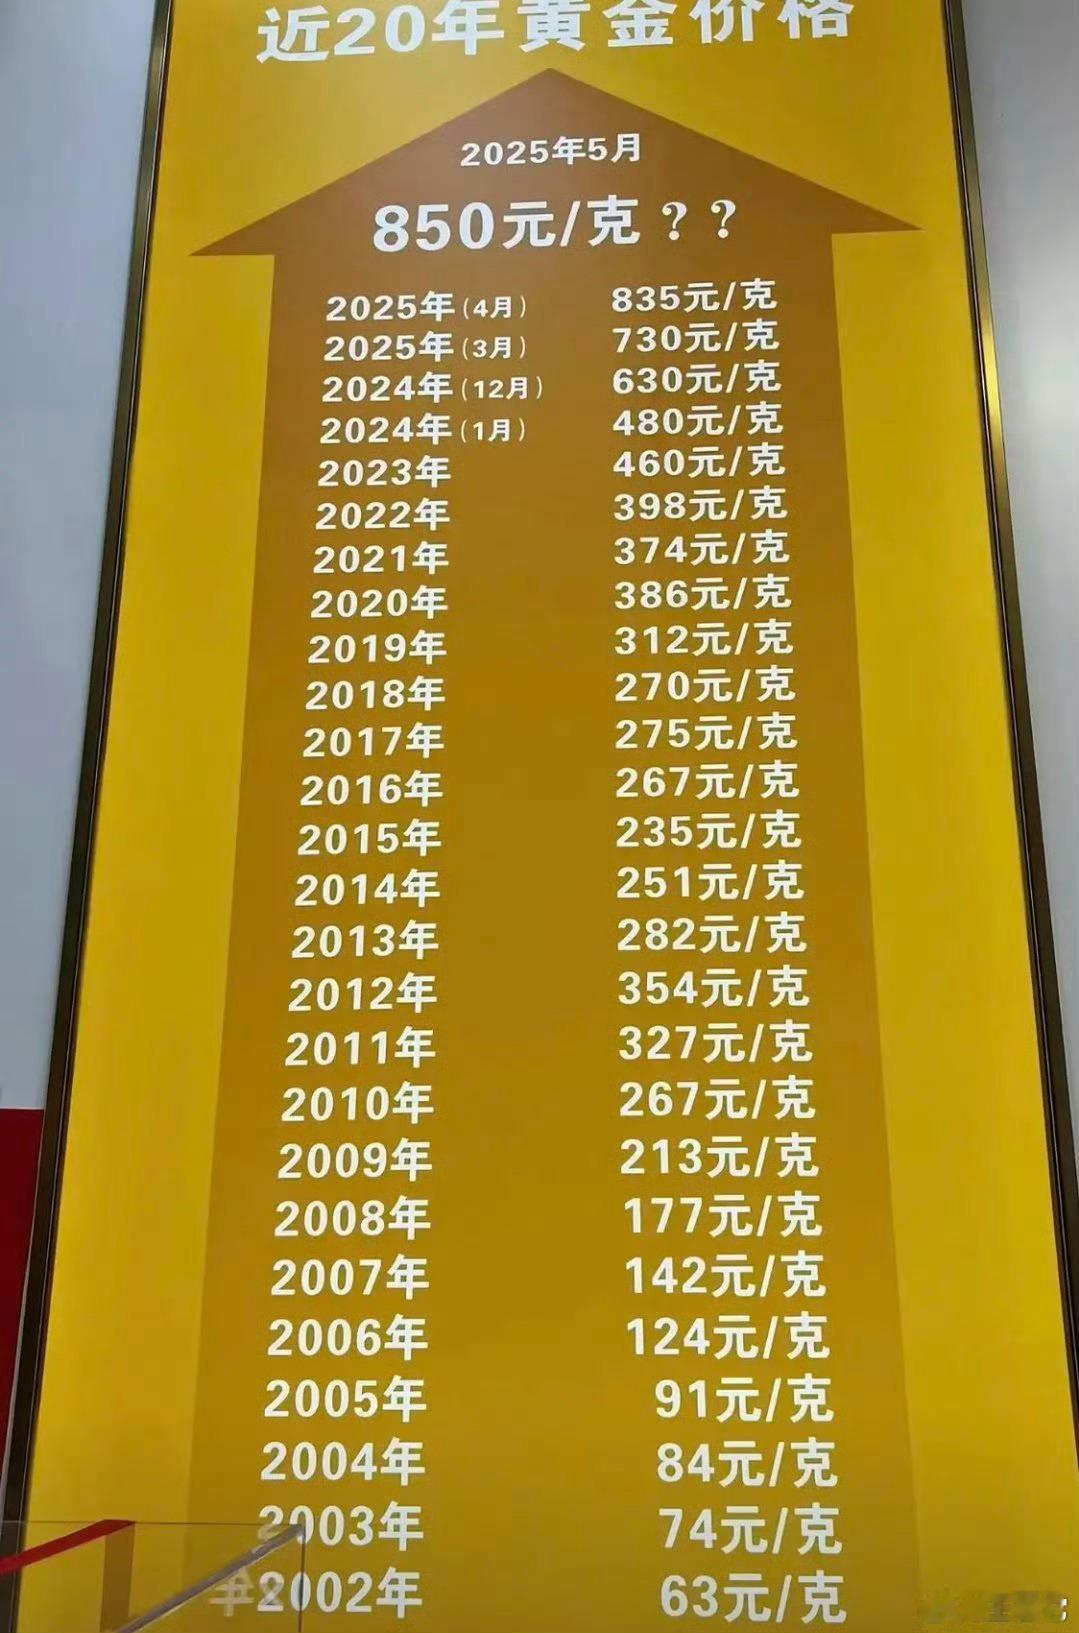 近20年黄金价格
2025年5月
850元/克??
2025年(4月) 835元/克
2025年(3月) 730元/克
2024年(12月) 630元/克
2024年(1月) 480元/克
2023年 460元/克
2022年 398元/克
2021年 374元/克
2020年 386元/克
2019年 312元/克
2018年 270元/克
2017年 275元/克
2016年 267元/克
2015年 235元/克
2014年 251元/克
2013年 282元/克
2012年 354元/克
2011年 327元/克
2010年 267元/克
2009年 213元/克
2008年 177元/克
2007年 142元/克
2006年 124元/克
2005年 91元/克
2004年 84元/克
2003年 74元/克
2002年 63元/克